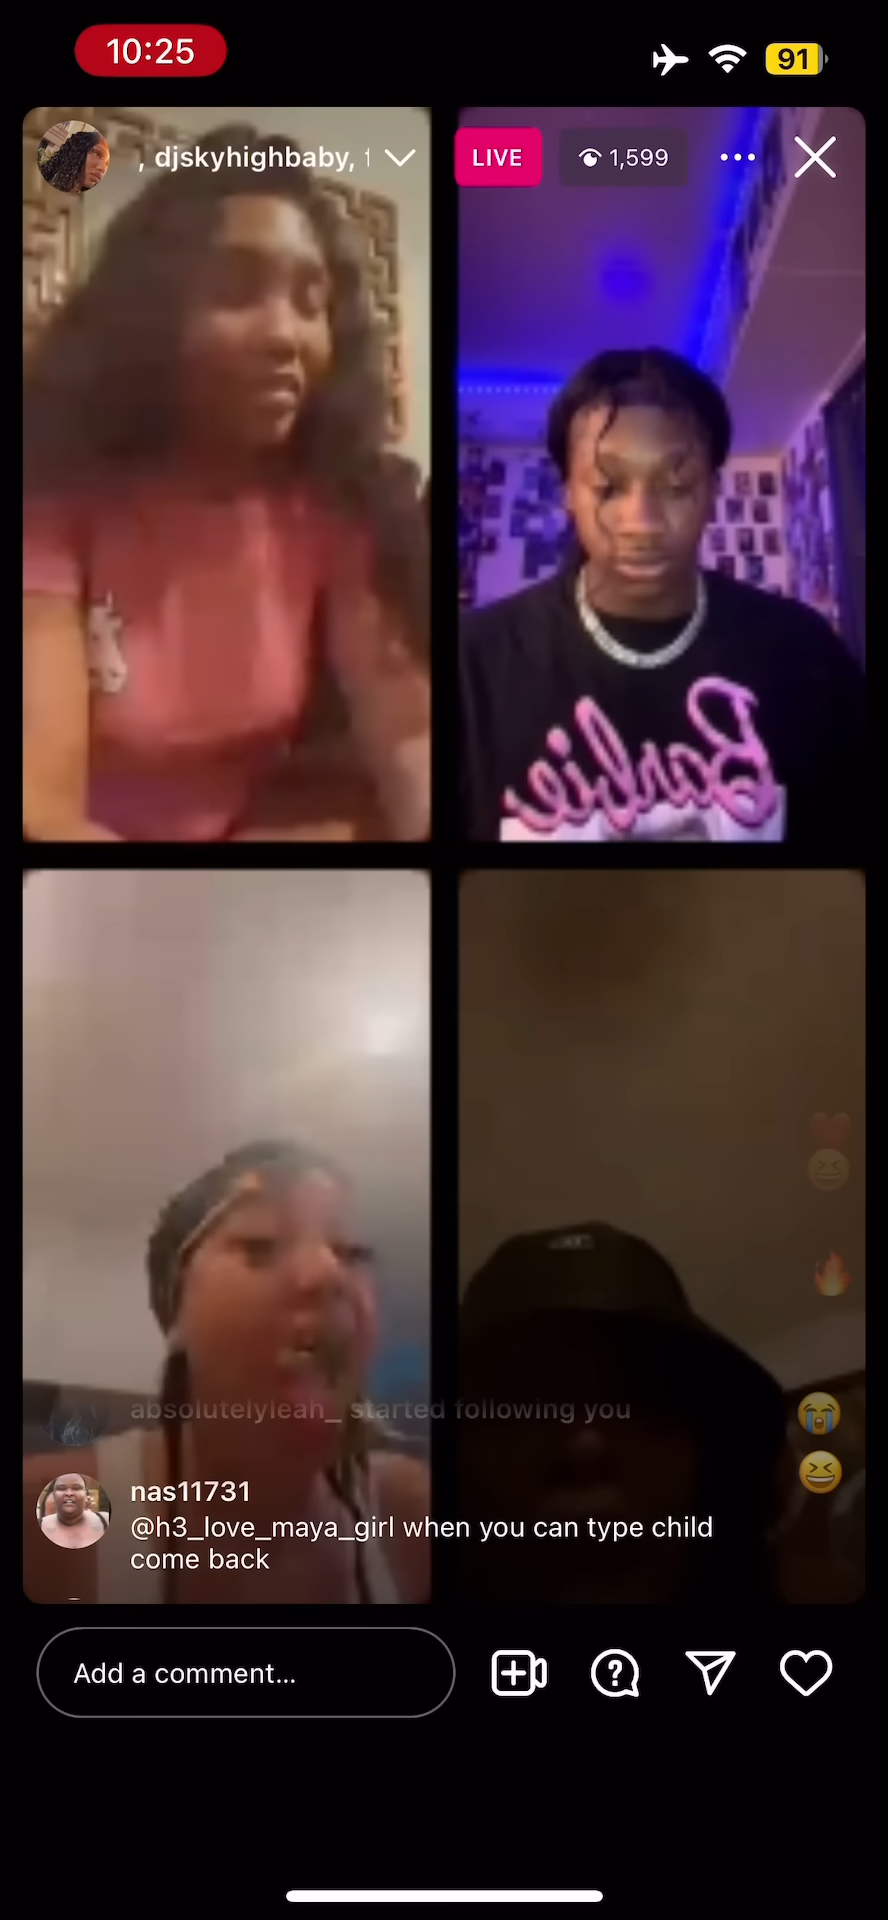 10:25
91
, djskyhighbaby,
LIVE
1,599
Barbie
absolutelyleah_ started following you
nas11731
@h3_love_maya_girl when you can type child
come back
Add a comment...